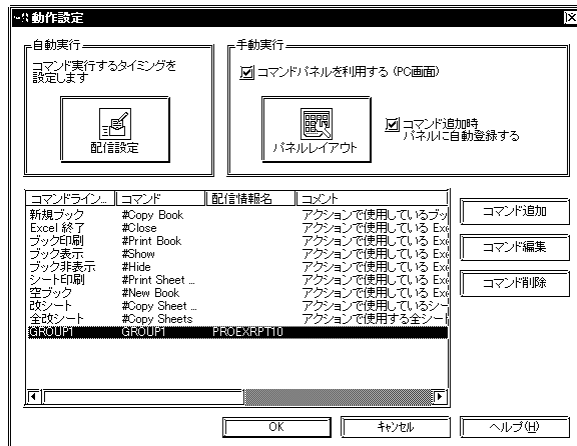 動作設定
自動実行
コマンド実行するタイミングを
設定します
配信設定
手動実行
コマンドパネルを利用する (PC画面)
パネルレイアウト
コマンド追加時
パネルに自動登録する
コマンドライン... コマンド 配信情報名 コメント
新規ブック #Copy Book アクションで使用しているブッ
Excel 終了 #Close アクションで使用している Exc
ブック印刷 #Print Book アクションで使用している Exc
ブック表示 #Show アクションで使用している Exc
ブック非表示 #Hide アクションで使用している Exc
シート印刷 #Print Sheet ... アクションで使用している Exc
空ブック #New Book アクションで使用している Exc
改シート #Copy Sheet ... アクションで使用しているシー
全改シート #Copy Sheets アクションで使用する全シート
GROUP1 GROUP1 PROEXRPT10
コマンド追加
コマンド編集
コマンド削除
OK キャンセル ヘルプ(H)